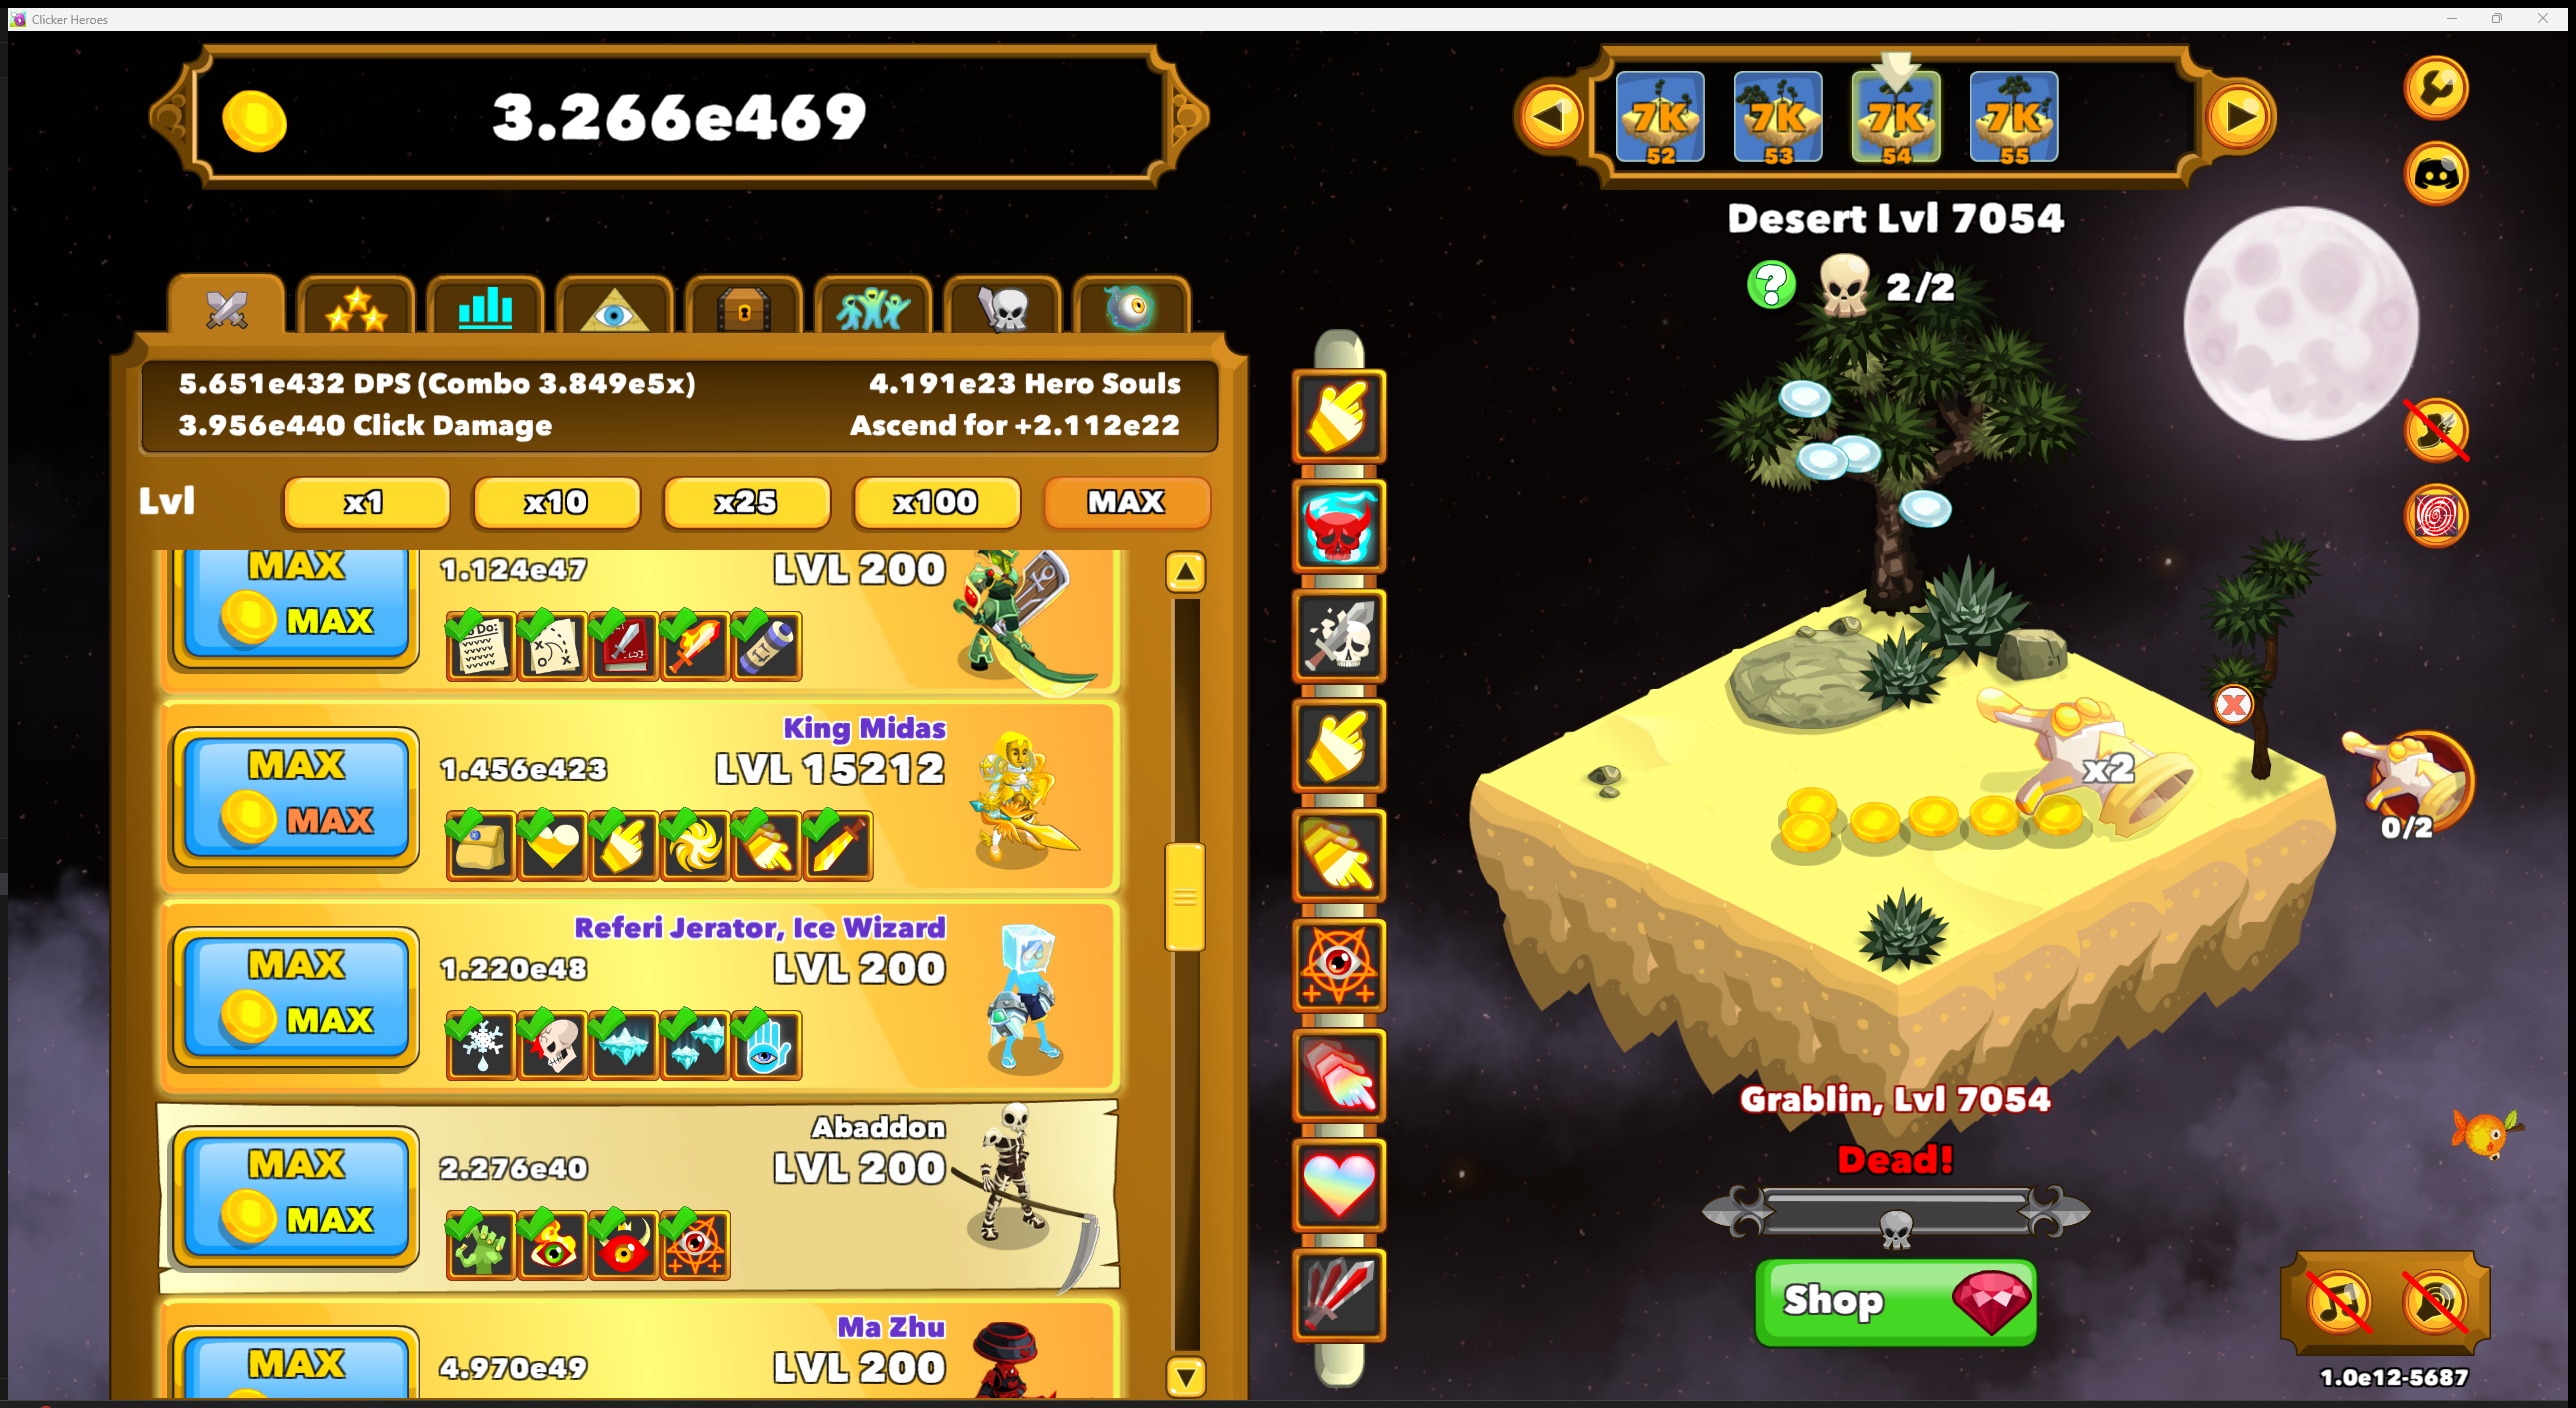 Clicker Heroes
3.266e469
7K
52
7K
53
7K
54
7K
55
Desert Lvl 7054
2/2
5.651e432 DPS (Combo 3.849e5x)
4.191e23 Hero Souls
3.956e440 Click Damage
Ascend for +2.112e22
Lvl
x1
x10
x25
x100
MAX
MAX
MAX
1.124e47
LVL 200
Do:
MAX
MAX
1.456e423
King Midas
LVL 15212
MAX
MAX
1.220e48
Referi Jerator, Ice Wizard
LVL 200
MAX
MAX
2.276e40
Abaddon
LVL 200
MAX
4.970e49
Ma Zhu
LVL 200
x2
0/2
Grablin, Lvl 7054
Dead!
Shop
1.0e12-5687